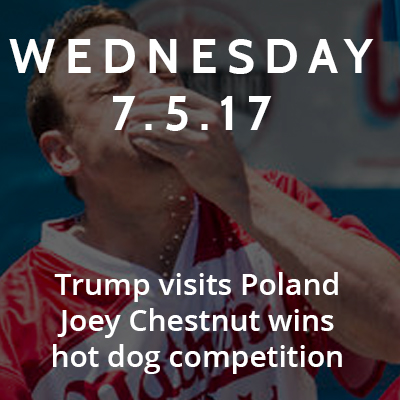 WEDNESDAY
7.5.17
Trump visits Poland
Joey Chestnut wins
hot dog competition